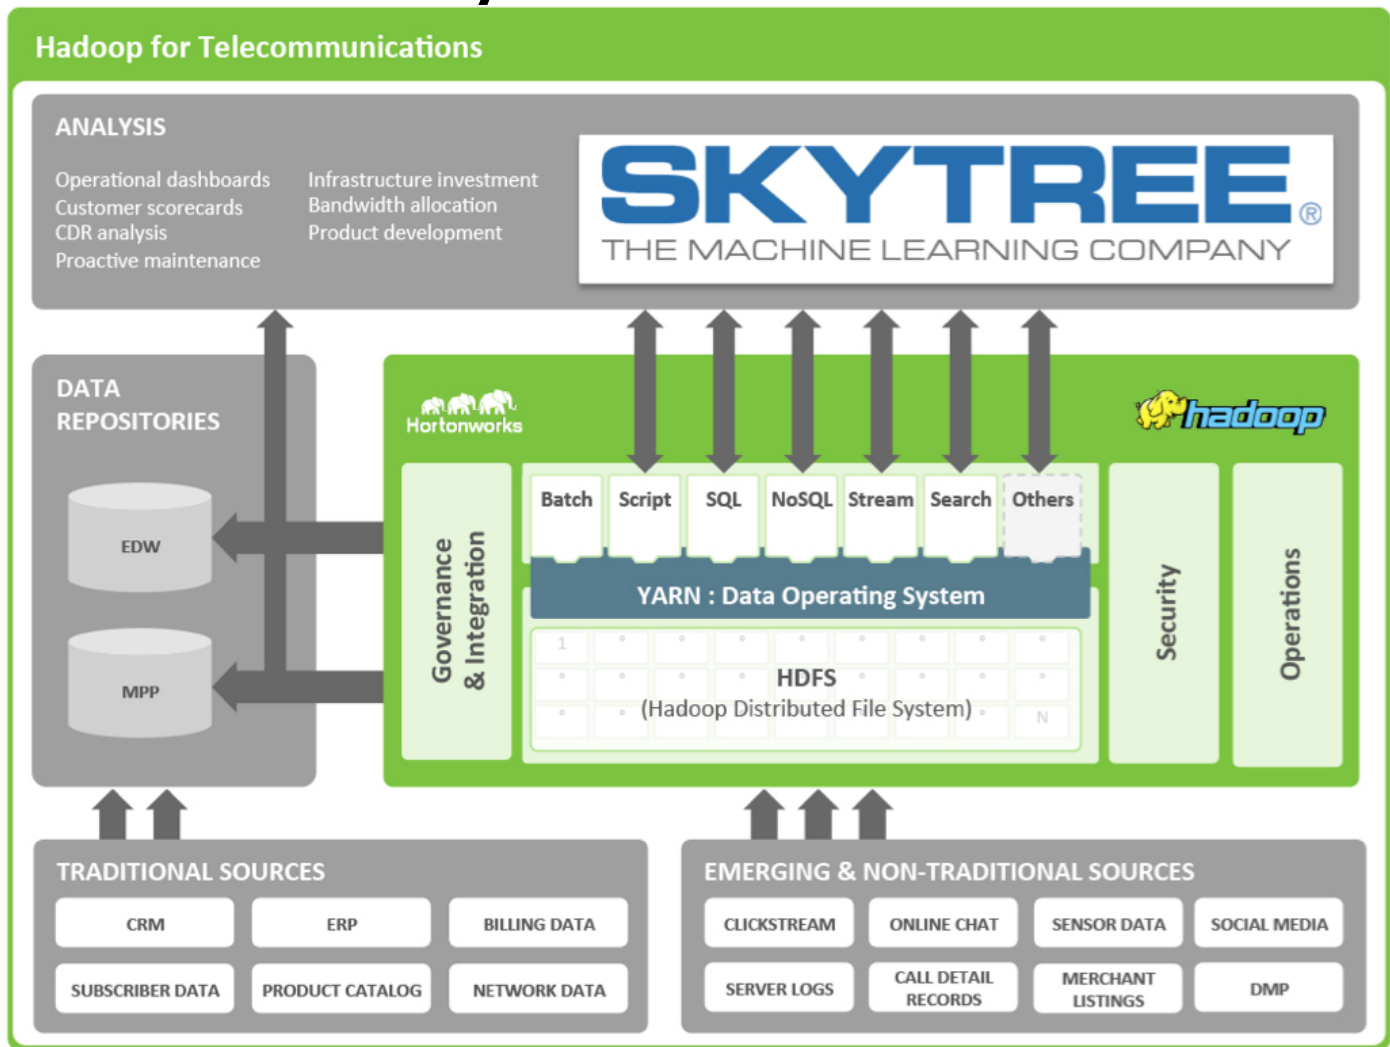 Hadoop for Telecommunications
ANALYSIS
Operational dashboards
Customer scorecards
CDR analysis
Proactive maintenance
Infrastructure investment
Bandwidth allocation
Product development
SKYTREE®
THE MACHINE LEARNING COMPANY
DATA
REPOSITORIES
EDW
MPP
Hortonworks
hadoop
Governance
& Integration
Batch Script SQL NoSQL Stream Search Others
YARN : Data Operating System
1
HDFS
(Hadoop Distributed File System)
N
Security
Operations
TRADITIONAL SOURCES
CRM ERP BILLING DATA
SUBSCRIBER DATA PRODUCT CATALOG NETWORK DATA
EMERGING & NON-TRADITIONAL SOURCES
CLICKSTREAM ONLINE CHAT SENSOR DATA SOCIAL MEDIA
SERVER LOGS
CALL DETAIL
RECORDS
MERCHANT
LISTINGS
DMP